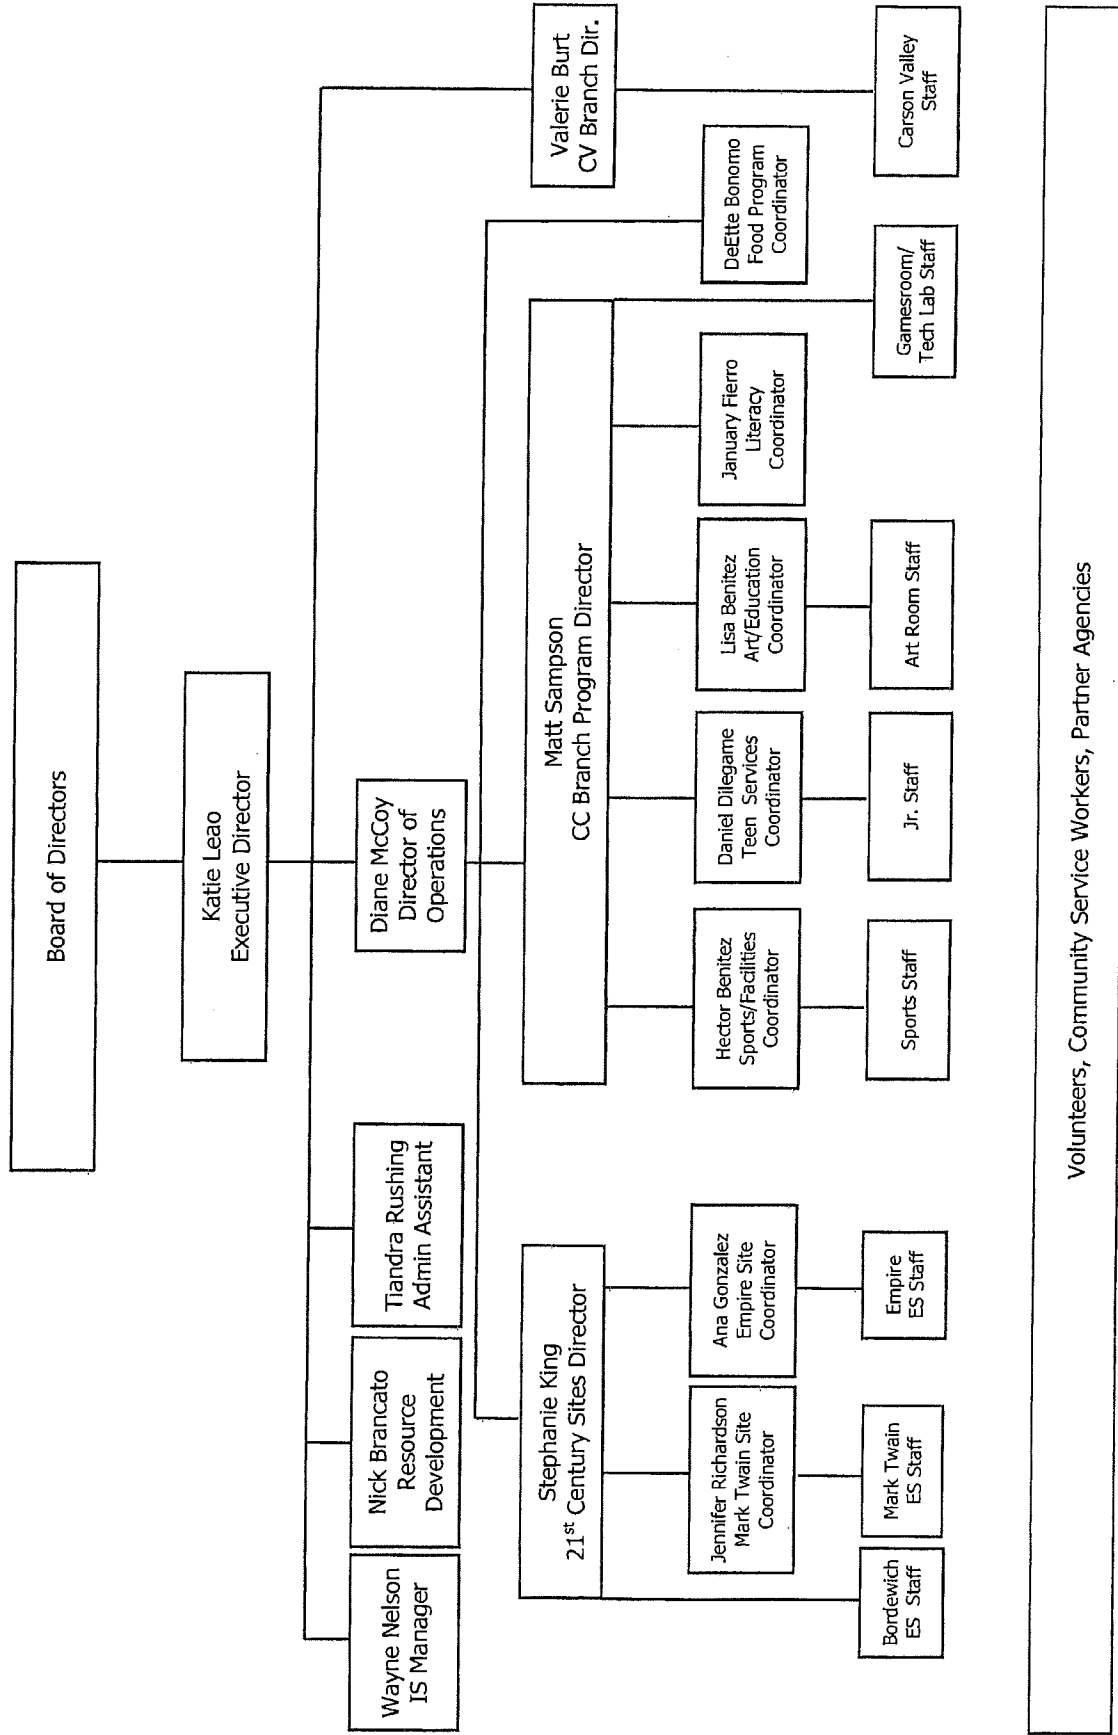 Board of Directors
Katie Leao
Executive Director
Wayne Nelson
IS Manager
Nick Brancato
Resource
Development
Tiandra Rushing
Admin Assistant
Diane McCoy
Director of
Operations
Valerie Burt
CV Branch Dir.
Stephanie King
21st Century Sites Director
Matt Sampson
CC Branch Program Director
Jennifer Richardson
Mark Twain Site
Coordinator
Ana Gonzalez
Empire Site
Coordinator
Hector Benitez
Sports/Facilities
Coordinator
Daniel Dilegame
Teen Services
Coordinator
Lisa Benitez
Art/Education
Coordinator
January Fierro
Literacy
Coordinator
DeEtte Bonomo
Food Program
Coordinator
Bordewich
ES Staff
Mark Twain
ES Staff
Empire
ES Staff
Sports Staff
Jr. Staff
Art Room Staff
Gamesroom/
Tech Lab Staff
Carson Valley
Staff
Volunteers, Community Service Workers, Partner Agencies